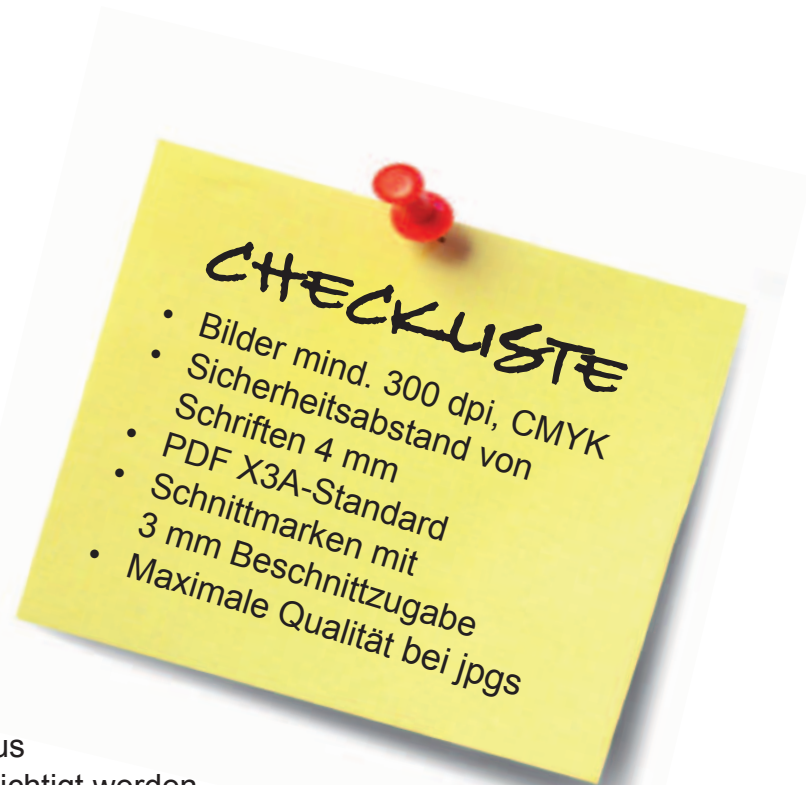 CHECKLISTE
• Bilder mind. 300 dpi, CMYK
• Sicherheitsabstand von
Schriften 4 mm
• PDF X3A-Standard
• Schnittmarken mit
3 mm Beschnittzugabe
• Maximale Qualität bei jpgs